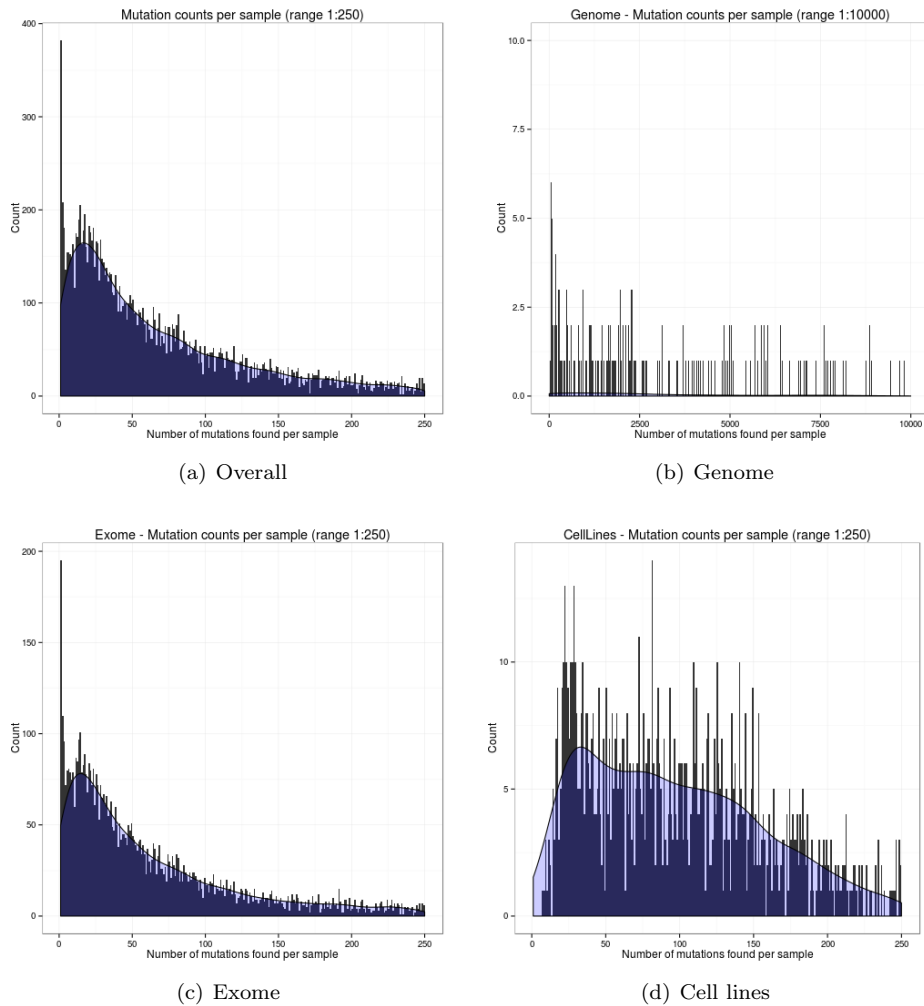 Mutation counts per sample (range 1:250)
400
300
200
100
0
Count
0 50 100 150 200 250
Number of mutations found per sample
(a) Overall
Genome - Mutation counts per sample (range 1:10000)
10.0
7.5
5.0
2.5
0.0
Count
0 2500 5000 7500 10000
Number of mutations found per sample
(b) Genome
Exome - Mutation counts per sample (range 1:250)
200
150
100
50
0
Count
0 50 100 150 200 250
Number of mutations found per sample
(c) Exome
CellLines - Mutation counts per sample (range 1:250)
10
5
0
Count
0 50 100 150 200 250
Number of mutations found per sample
(d) Cell lines